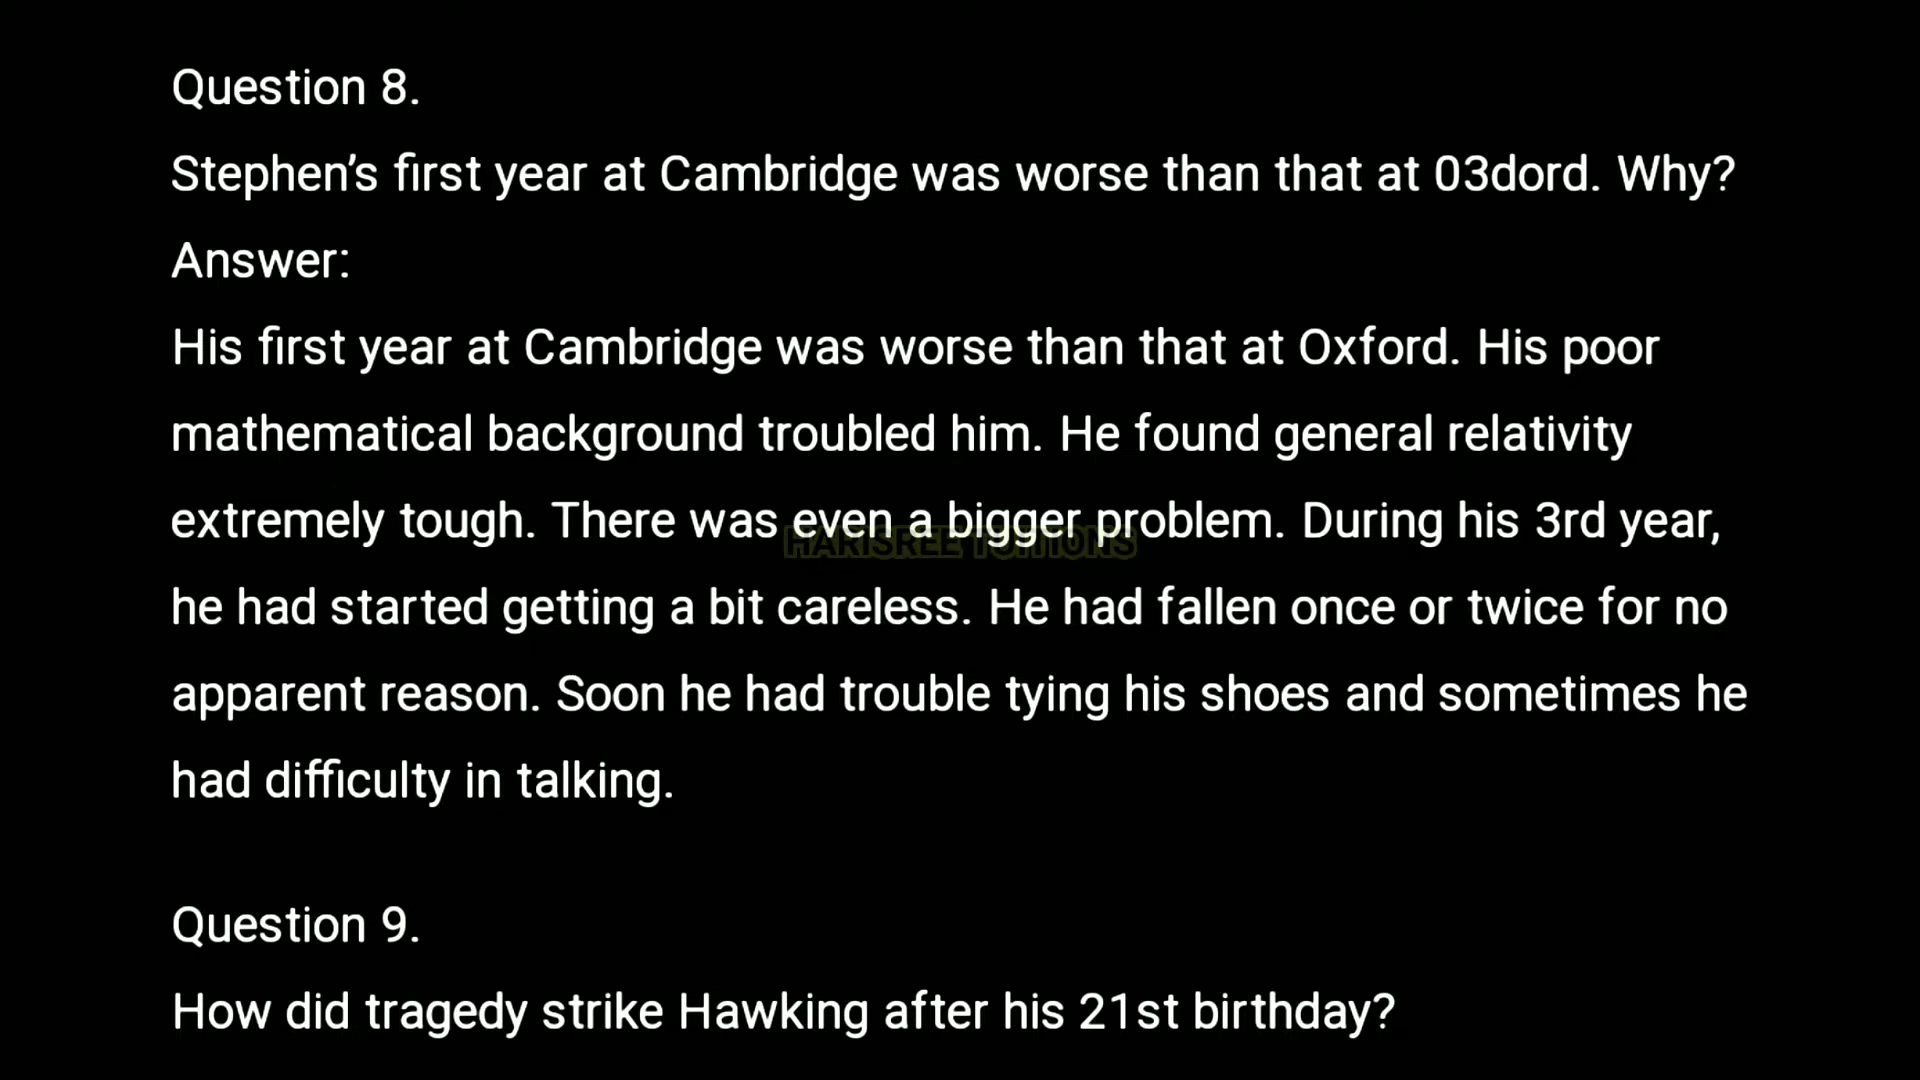 Question 8.
Stephen’s first year at Cambridge was worse than that at 03dord. Why?
Answer:
His first year at Cambridge was worse than that at Oxford. His poor
mathematical background troubled him. He found general relativity
extremely tough. There was even a bigger problem. During his 3rd year,
HARISREE TUITIONS
he had started getting a bit careless. He had fallen once or twice for no
apparent reason. Soon he had trouble tying his shoes and sometimes he
had difficulty in talking.
Question 9.
How did tragedy strike Hawking after his 21st birthday?